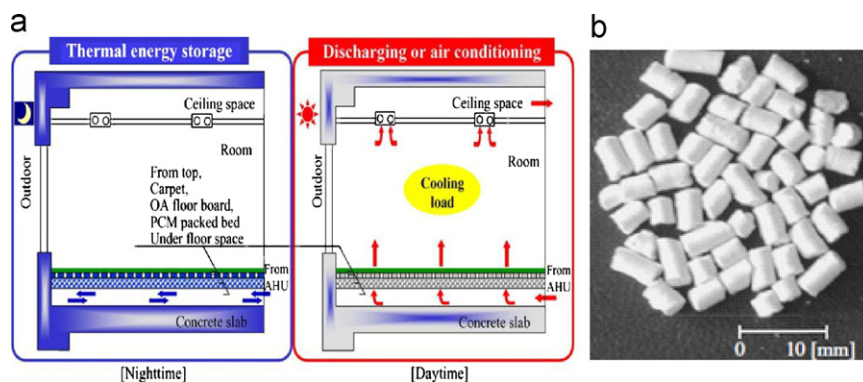 a
Thermal energy storage
Ceiling space
Room
Outdoor
From top,
Carpet,
OA floor board,
PCM packed bed
Under floor space
From
AHU
Concrete slab
[Nighttime]
Discharging or air conditioning
Ceiling space
Room
Outdoor
Cooling
load
From
AHU
Concrete slab
[Daytime]
b
0 10 [mm]